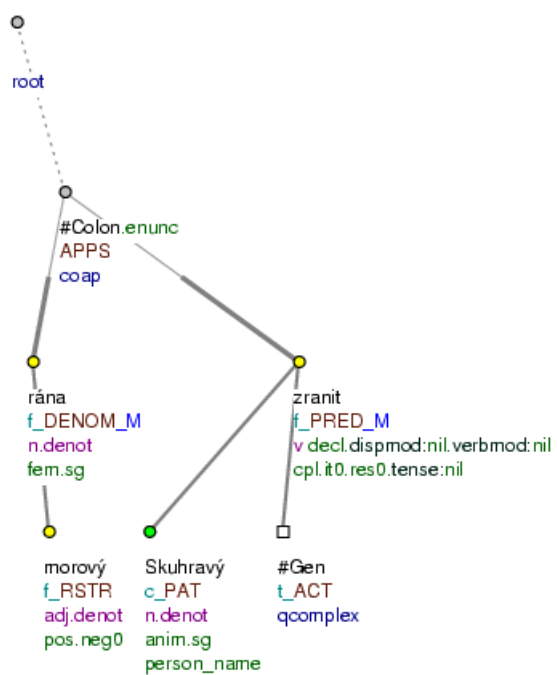 root
#Colon.enunc
APPS
coap
rána
f_DENOM_M
n.denot
fem.sg
zranit
f_PRED_M
v decl.dispmod:nil.verbmod:nil
cpl.it0.res0.tense:nil
morový
f_RSTR
adj.denot
pos.neg0
Skuhravý
c_PAT
n.denot
anim.sg
person_name
#Gen
t_ACT
qcomplex